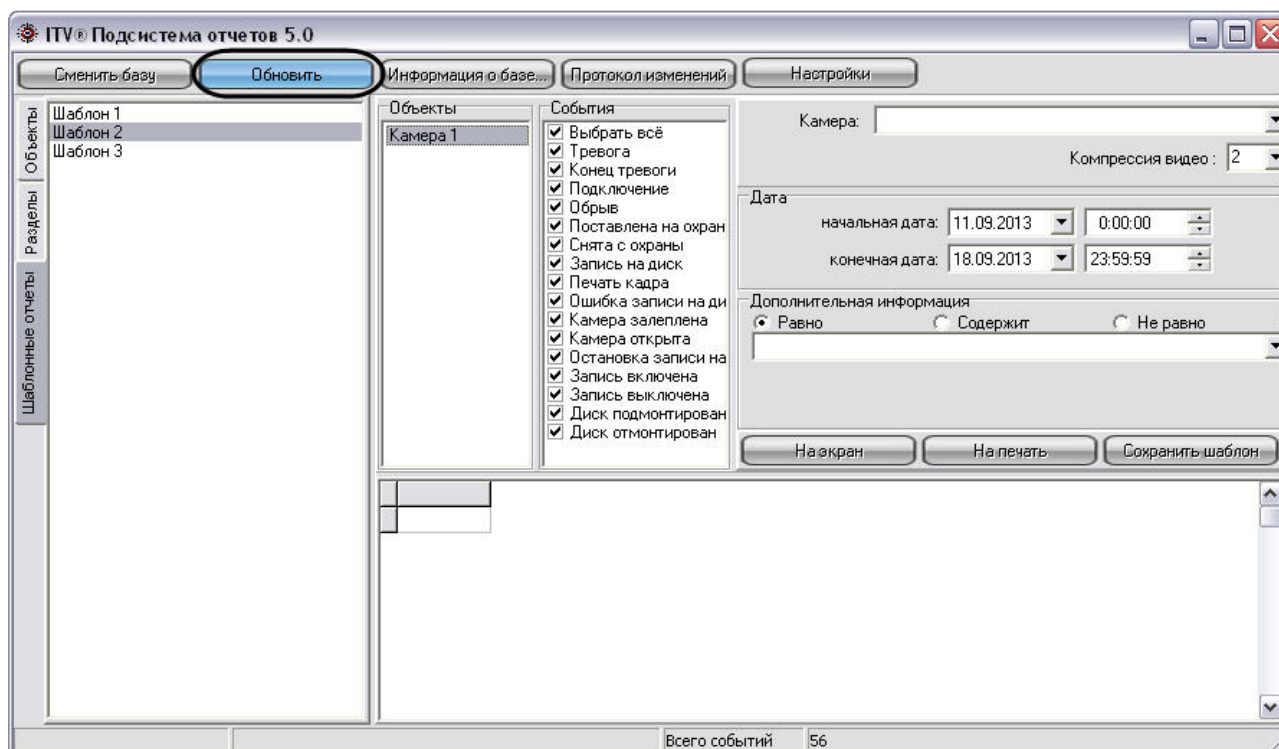 ITV® Подсистема отчетов 5.0
Сменить базу
Обновить
Информация о базе...
Протокол изменений
Настройки
Объекты
Разделы
Шаблонные отчеты
Шаблон 1
Шаблон 2
Шаблон 3
Объекты
Камера 1
События
Выбрать всё
Тревога
Конец тревоги
Подключение
Обрыв
Поставлена на охран
Снята с охраны
Запись на диск
Печать кадра
Ошибка записи на ди
Камера залеплена
Камера открыта
Остановка записи на
Запись включена
Запись выключена
Диск подмонтирован
Диск отмонтирован
Камера:
Компрессия видео : 2
Дата
начальная дата: 11.09.2013 0:00:00
конечная дата: 18.09.2013 23:59:59
Дополнительная информация
Равно Содержит Не равно
На экран
На печать
Сохранить шаблон
Всего событий 56